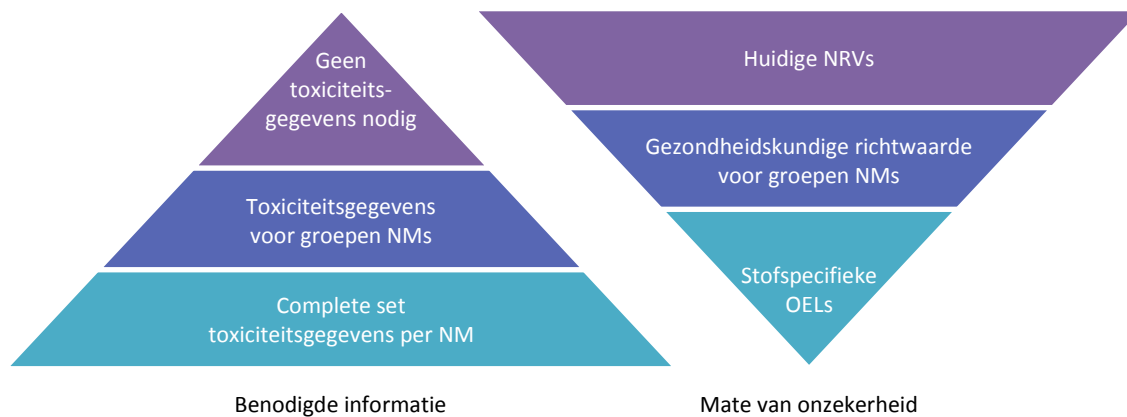 Geen
toxiciteits-
gegevens nodig
Toxiciteitsgegevens
voor groepen NMs
Complete set
toxiciteitsgegevens per NM
Benodigde informatie
Huidige NRVs
Gezondheidskundige richtwaarde
voor groepen NMs
Stofspecifieke
OELs
Mate van onzekerheid